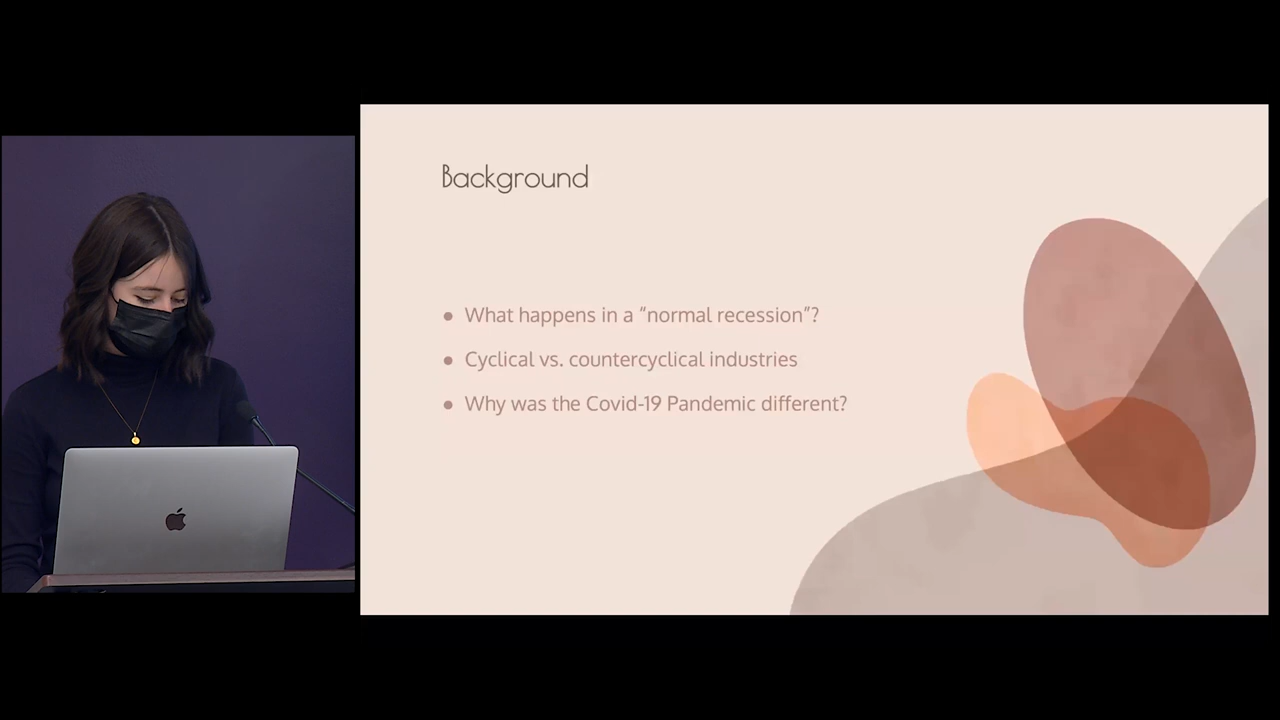 Background
● What happens in a “normal recession”?
● Cyclical vs. countercyclical industries
● Why was the Covid-19 Pandemic different?